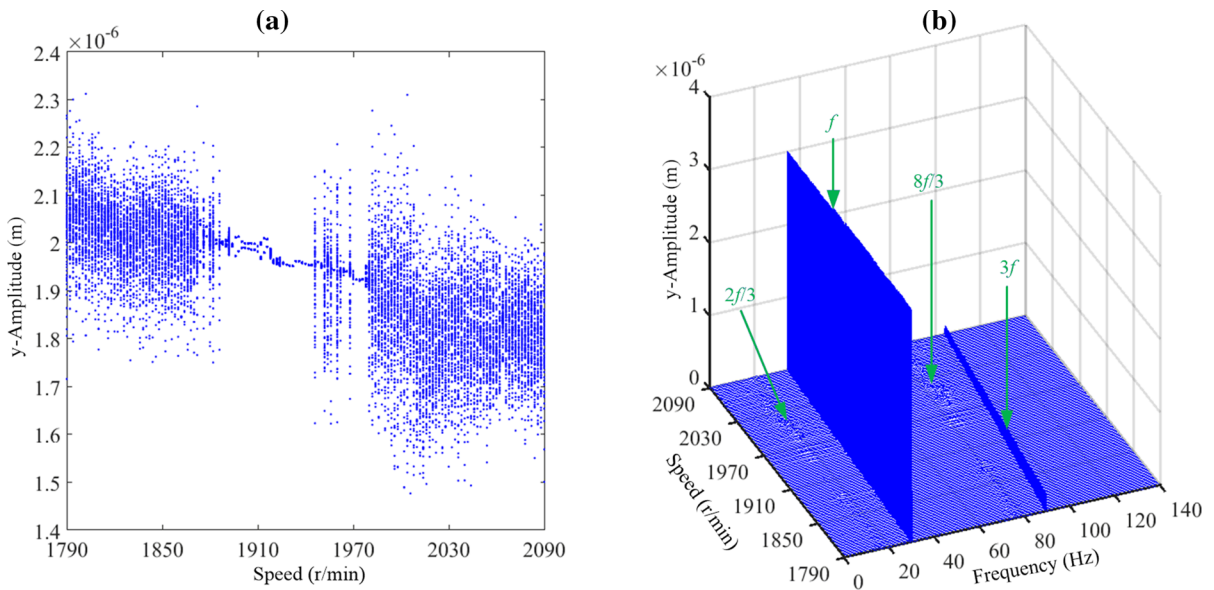 (a)
×10⁻⁶
2.4
2.3
2.2
2.1
2
1.9
1.8
1.7
1.6
1.5
1.4
y-Amplitude (m)
1790 1850 1910 1970 2030 2090
Speed (r/min)
(b)
×10⁻⁶
4
3
2
1
0
y-Amplitude (m)
f
8f/3
3f
2f/3
2090
2030
1970
1910
1850
1790
Speed (r/min)
0 20 40 60 80 100 120 140
Frequency (Hz)